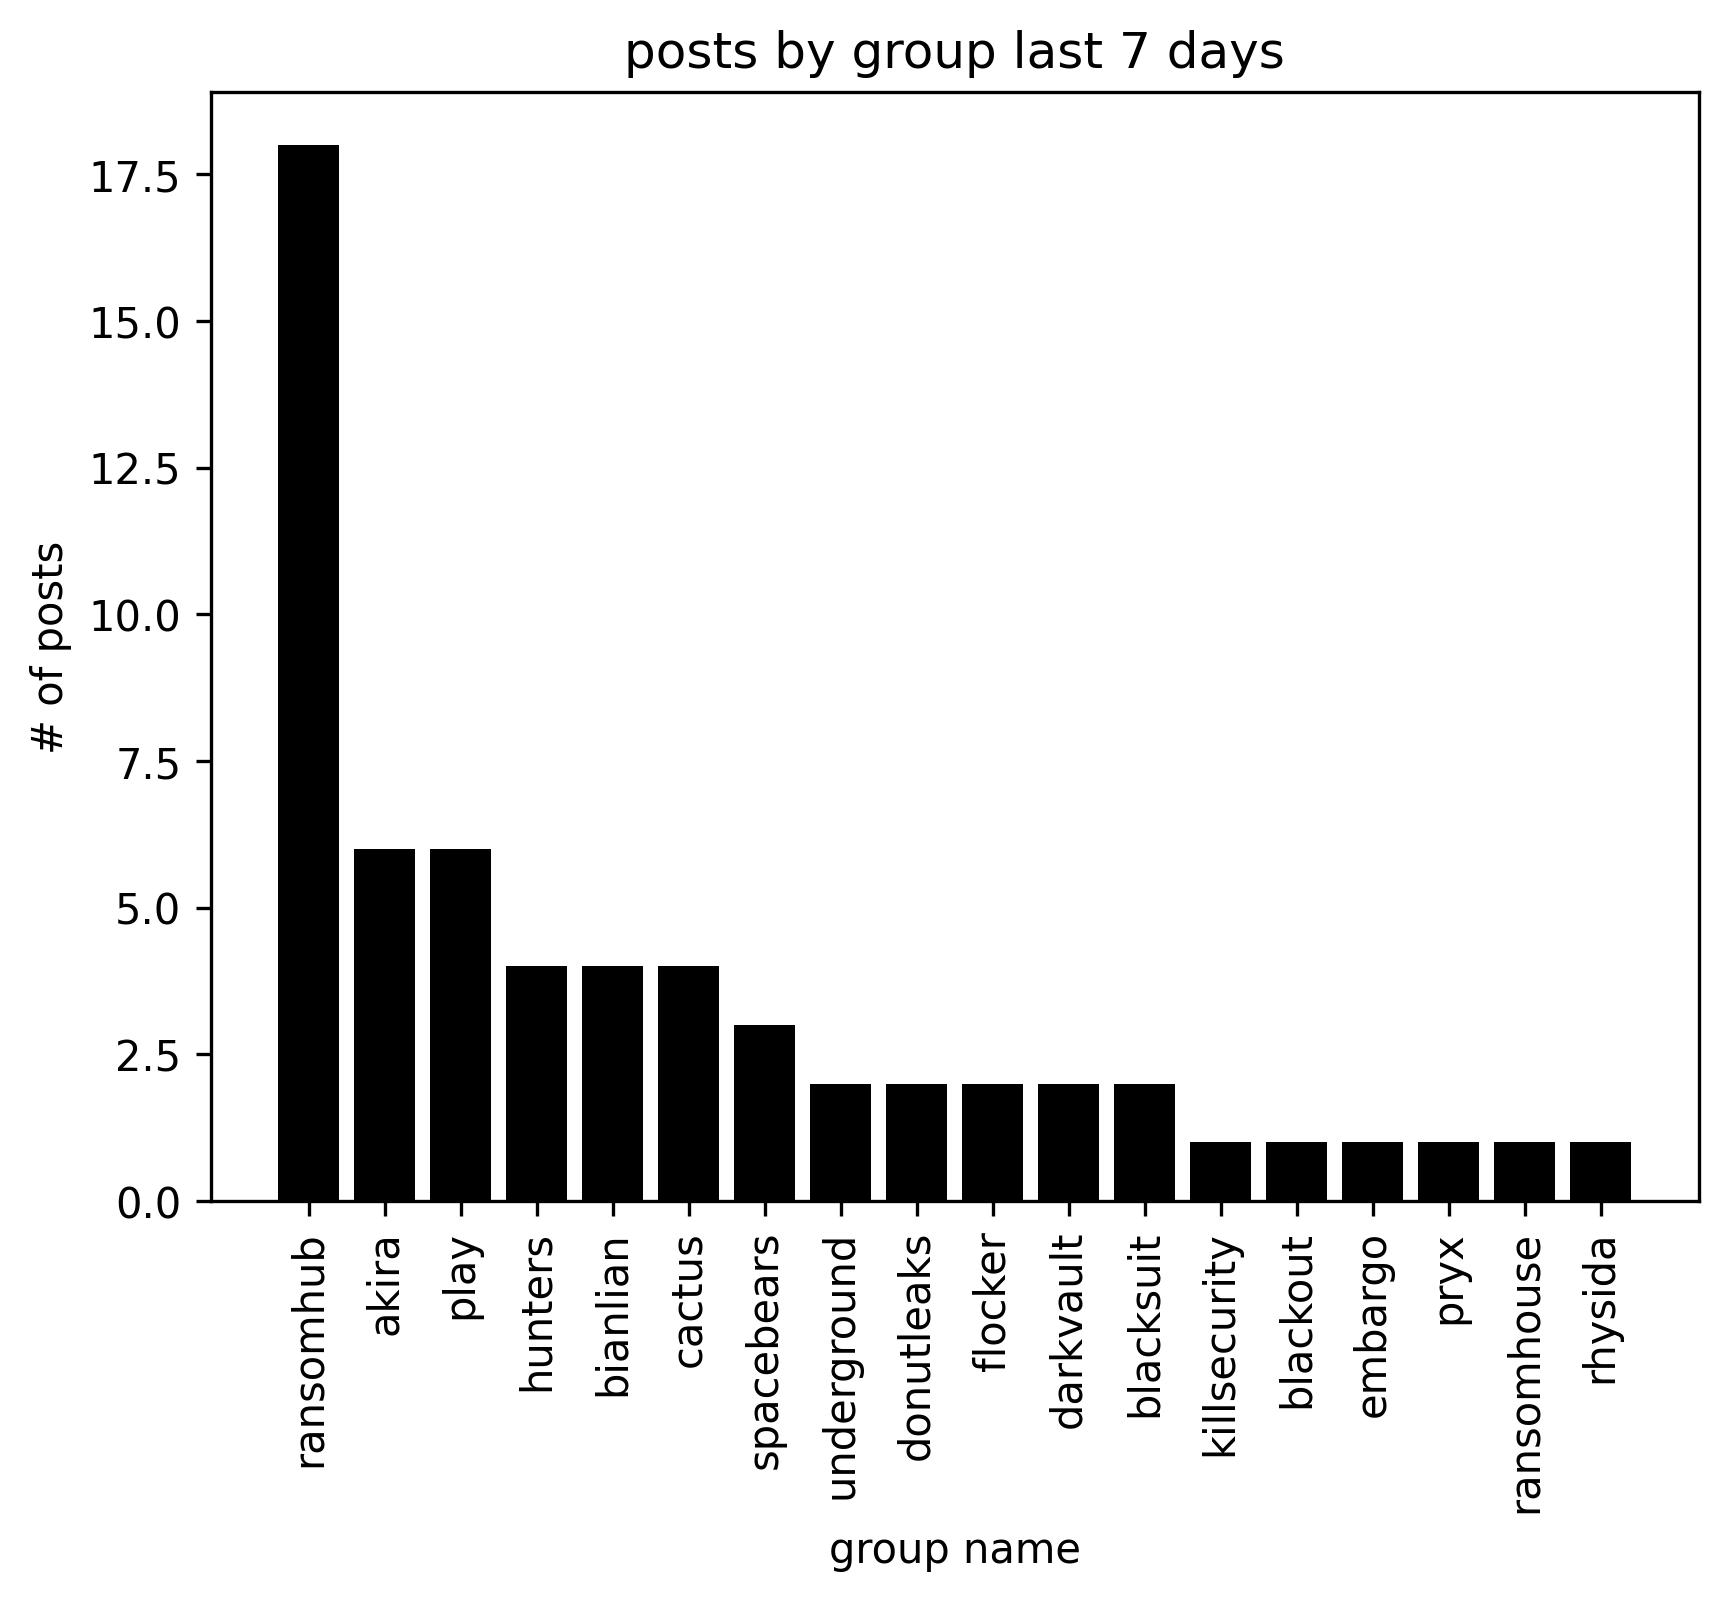 posts by group last 7 days
17.5
15.0
12.5
10.0
7.5
5.0
2.5
0.0
# of posts
ransomhub
akira
play
hunters
bianlian
cactus
spacebears
underground
donutleaks
flocker
darkvault
blacksuit
killsecurity
blackout
embargo
pryx
ransomhouse
rhysida
group name